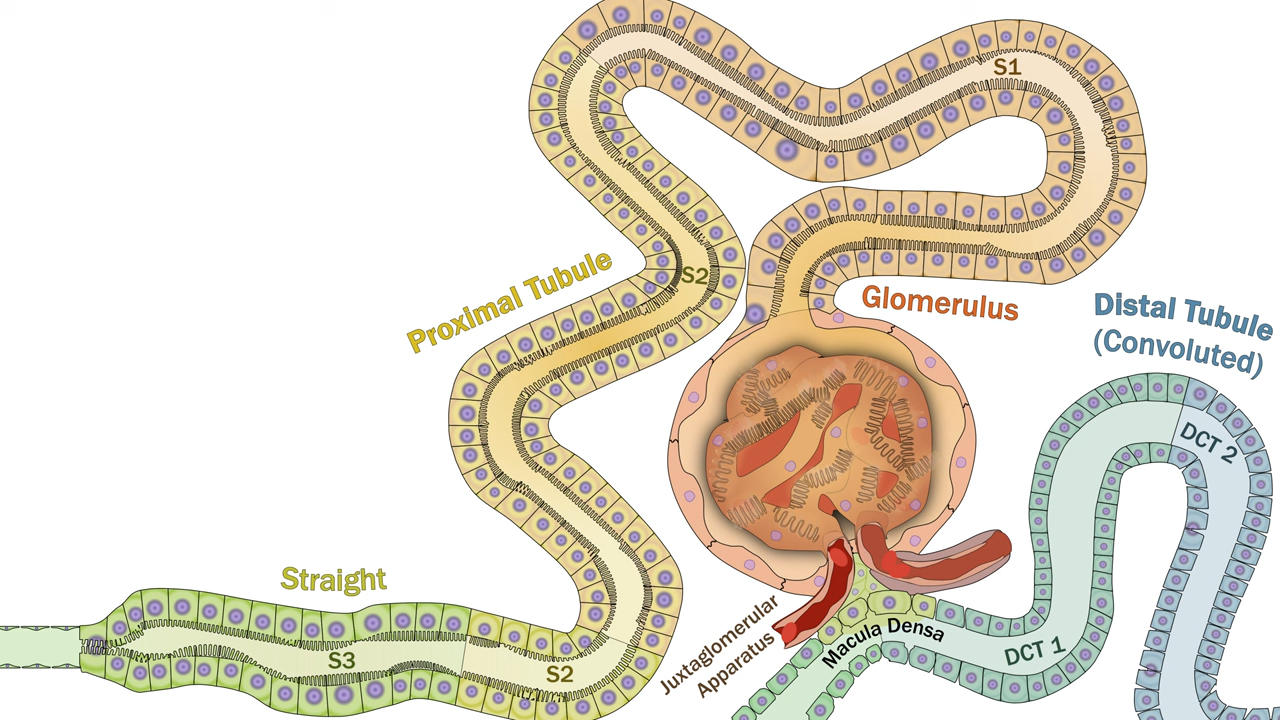 S1
Proximal Tubule
S2
Glomerulus
Distal Tubule
(Convoluted)
DCT 2
Straight
Juxtaglomerular
Apparatus
Macula Densa
DCT 1
S3
S2